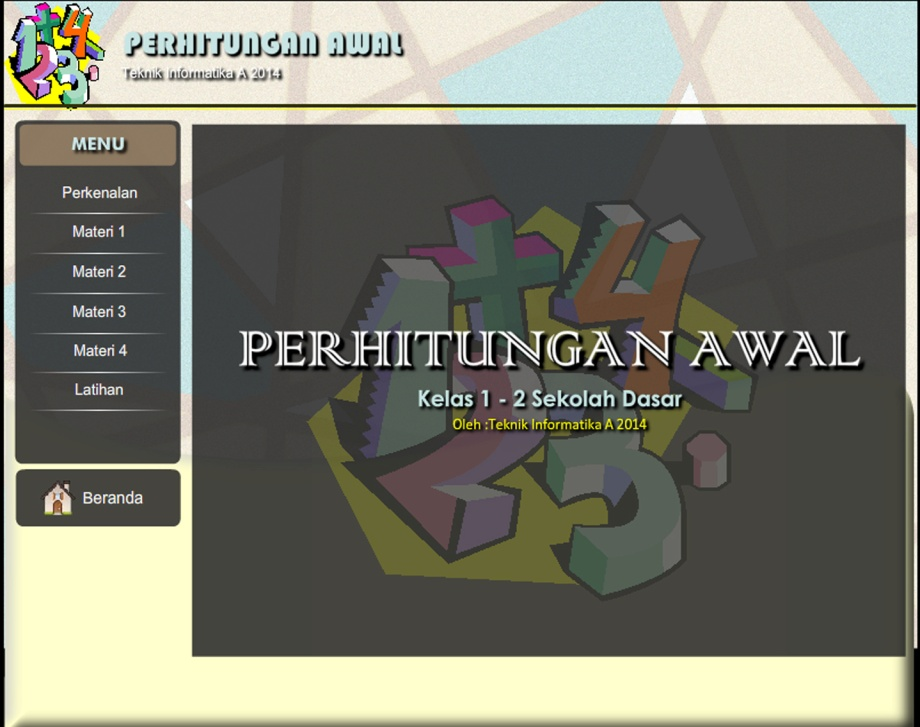 PERHITUNGAN AWAL
Teknik Informatika A 2014
MENU
Perkenalan
Materi 1
Materi 2
Materi 3
Materi 4
Latihan
Beranda
PERHITUNGAN AWAL
Kelas 1 - 2 Sekolah Dasar
Oleh :Teknik Informatika A 2014